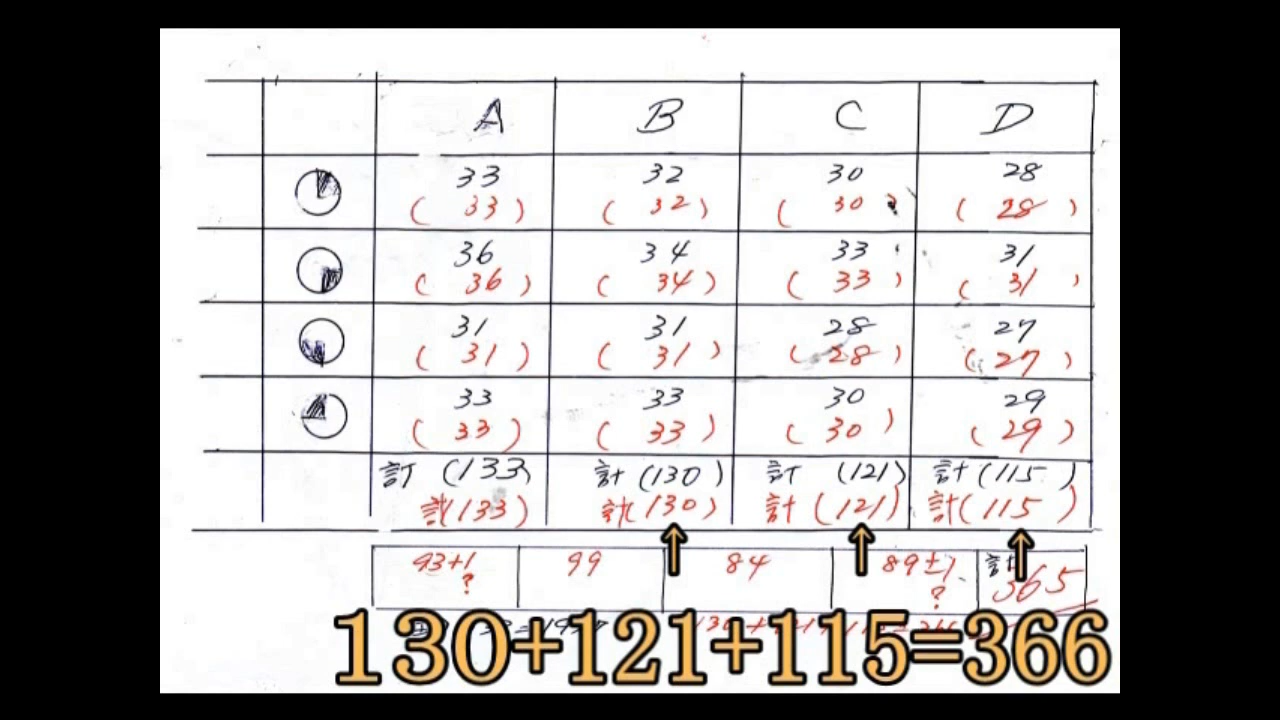 A B C D
33 32 30 28
( 33 ) ( 32 ) ( 30 ) ( 28 )
36 34 33 31
( 36 ) ( 34 ) ( 33 ) ( 31 )
31 31 28 27
( 31 ) ( 31 ) ( 28 ) ( 27 )
33 33 30 29
( 33 ) ( 33 ) ( 30 ) ( 29 )
計 (133) 計 (130) 計 (121) 計 (115)
計 (133) 計 (130) 計 (121) 計 (115)
93+1 ? 99 84 89±1 ? 計 365
130+121+115=366